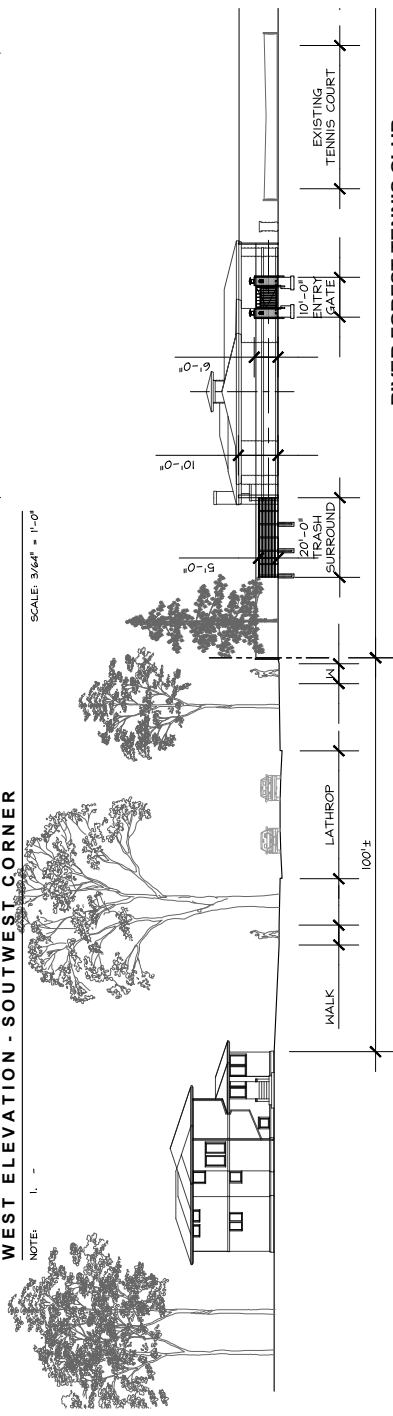 WEST ELEVATION - SOUTWEST CORNER
NOTE: 1. -
SCALE: 3/64" = 1'-0"
5'-0"
10'-0"
6'-0"
WALK
LATHROP
W
20'-0"
TRASH
SURROUND
10'-0"
ENTRY
GATE
EXISTING
TENNIS COURT
100'±
RIVER FOREST TENNIS CLUB